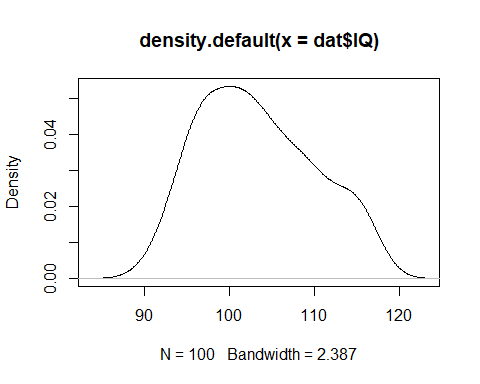 density.default(x = dat$IQ)
Density
0.04
0.02
0.00
90 100 110 120
N = 100 Bandwidth = 2.387